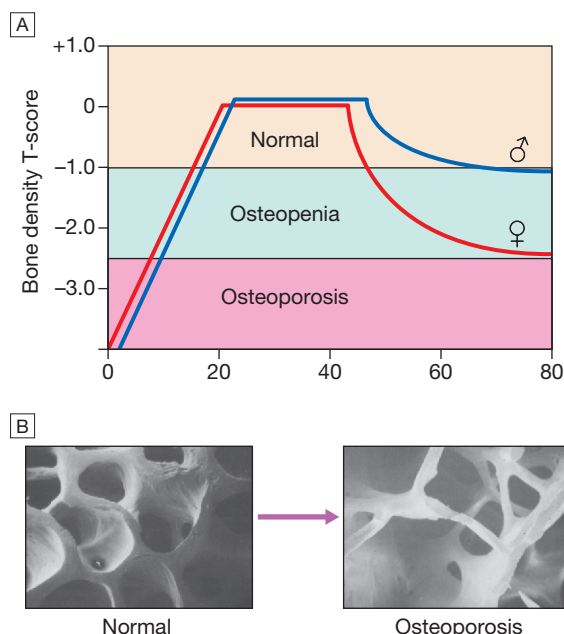 A
Bone density T-score
+1.0
0
–1.0
–2.0
–3.0
Normal
Osteopenia
Osteoporosis
♂
♀
0
20
40
60
80
B
Normal
Osteoporosis